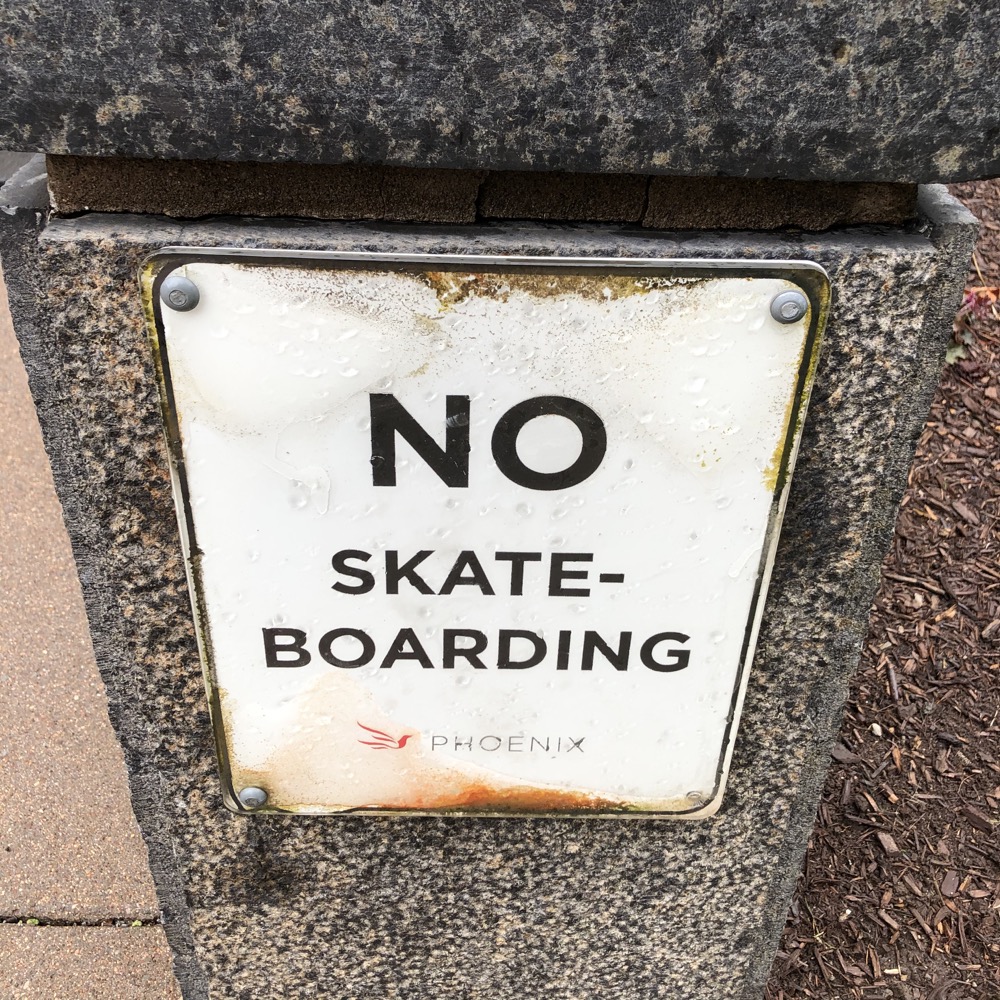 NO
SKATE-
BOARDING
PHOENIX